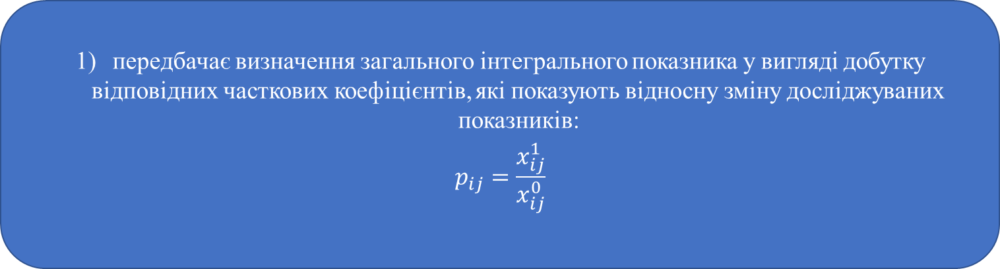 1) передбачає визначення загального інтегрального показника у вигляді добутку
відповідних часткових коефіцієнтів, які показують відносну зміну досліджуваних
показників:
$p_{ij} = \frac{x_{ij}^{1}}{x_{ij}^{0}}$